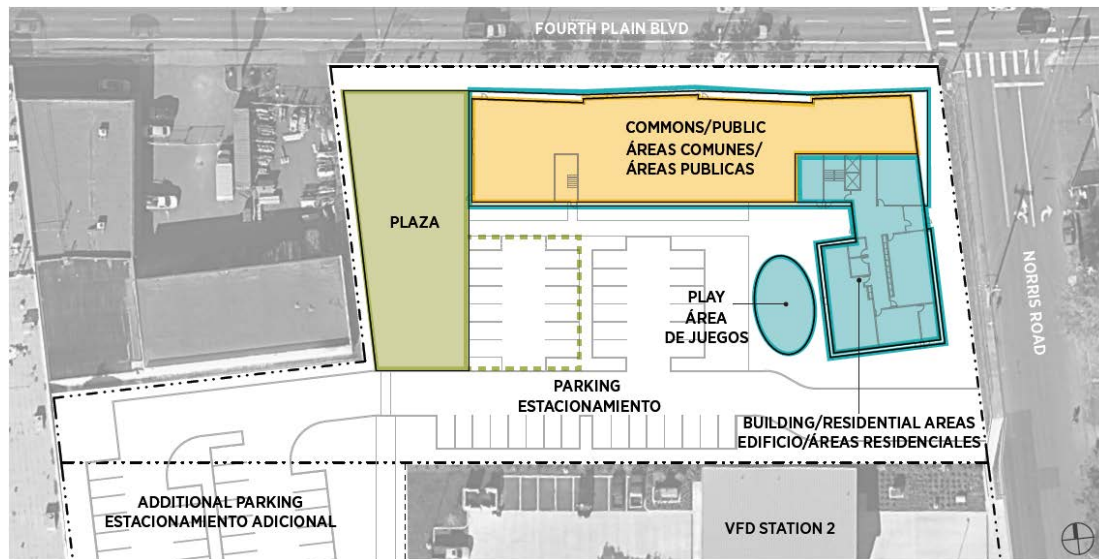 FOURTH PLAIN BLVD
COMMONS/PUBLIC
ÁREAS COMUNES/
ÁREAS PUBLICAS
PLAZA
NORRIS ROAD
PLAY
ÁREA
DE JUEGOS
PARKING
ESTACIONAMIENTO
BUILDING/RESIDENTIAL AREAS
EDIFICIO/ÁREAS RESIDENCIALES
ADDITIONAL PARKING
ESTACIONAMIENTO ADICIONAL
VFD STATION 2